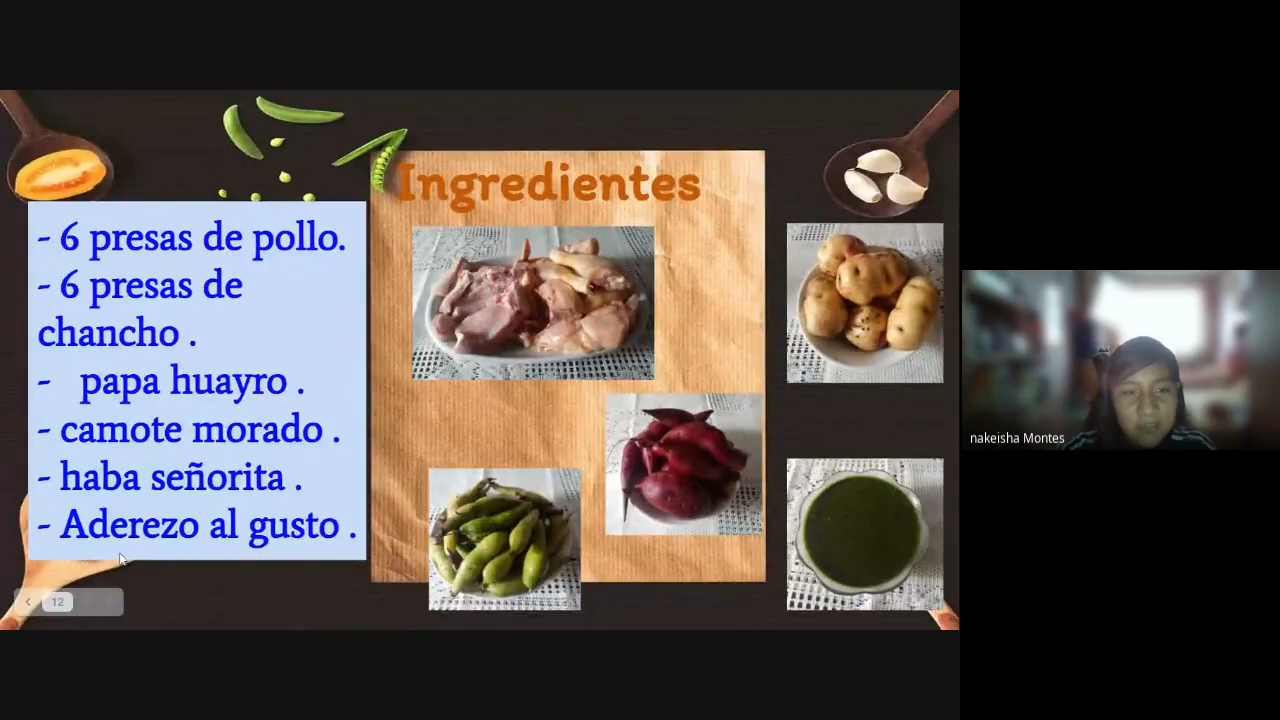 Ingredientes
- 6 presas de pollo.
- 6 presas de
chancho .
-   papa huayro .
- camote morado .
- haba señorita .
- Aderezo al gusto .
12
nakeisha Montes